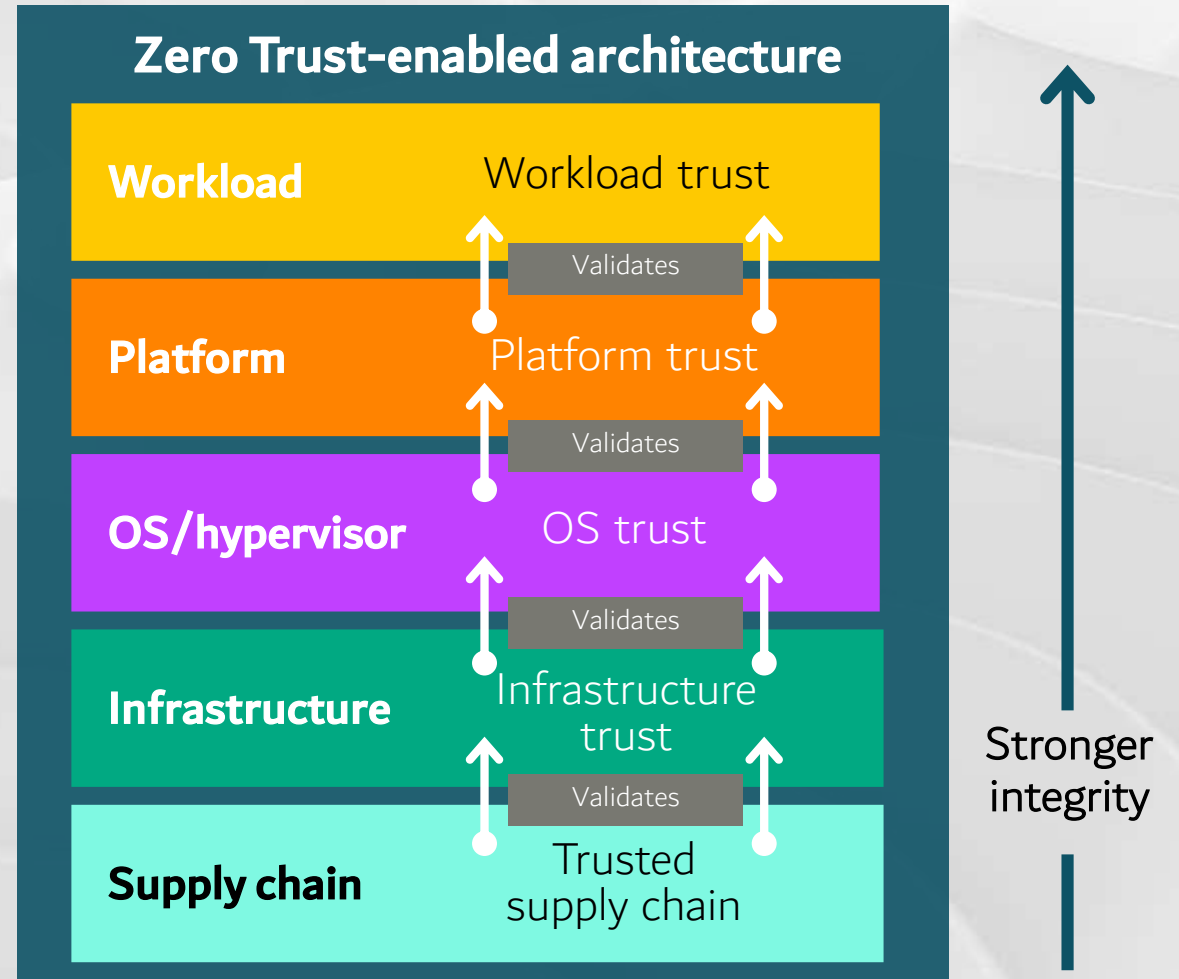 Zero Trust-enabled architecture
Workload
Workload trust
Validates
Platform
Platform trust
Validates
OS/hypervisor
OS trust
Validates
Infrastructure
Infrastructure
trust
Validates
Supply chain
Trusted
supply chain
Stronger
integrity